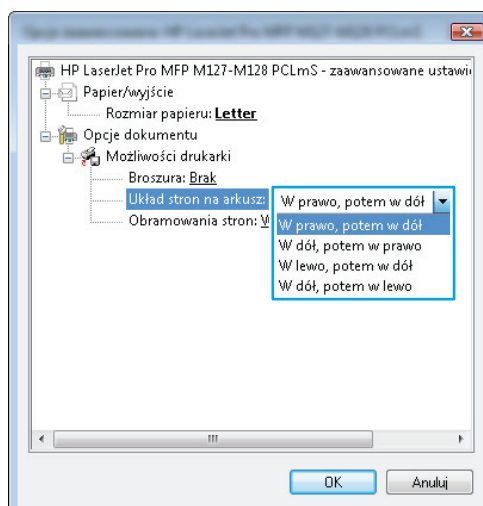 HP LaserJet Pro MFP M127-M128 PCLmS - zaawansowane ustawi
Papier/wyjście
Rozmiar papieru: Letter
Opcje dokumentu
Możliwości drukarki
Broszura: Brak
Układ stron na arkusz: W prawo, potem w dół
Obramowania stron:
W prawo, potem w dół
W dół, potem w prawo
W lewo, potem w dół
W dół, potem w lewo
OK Anuluj